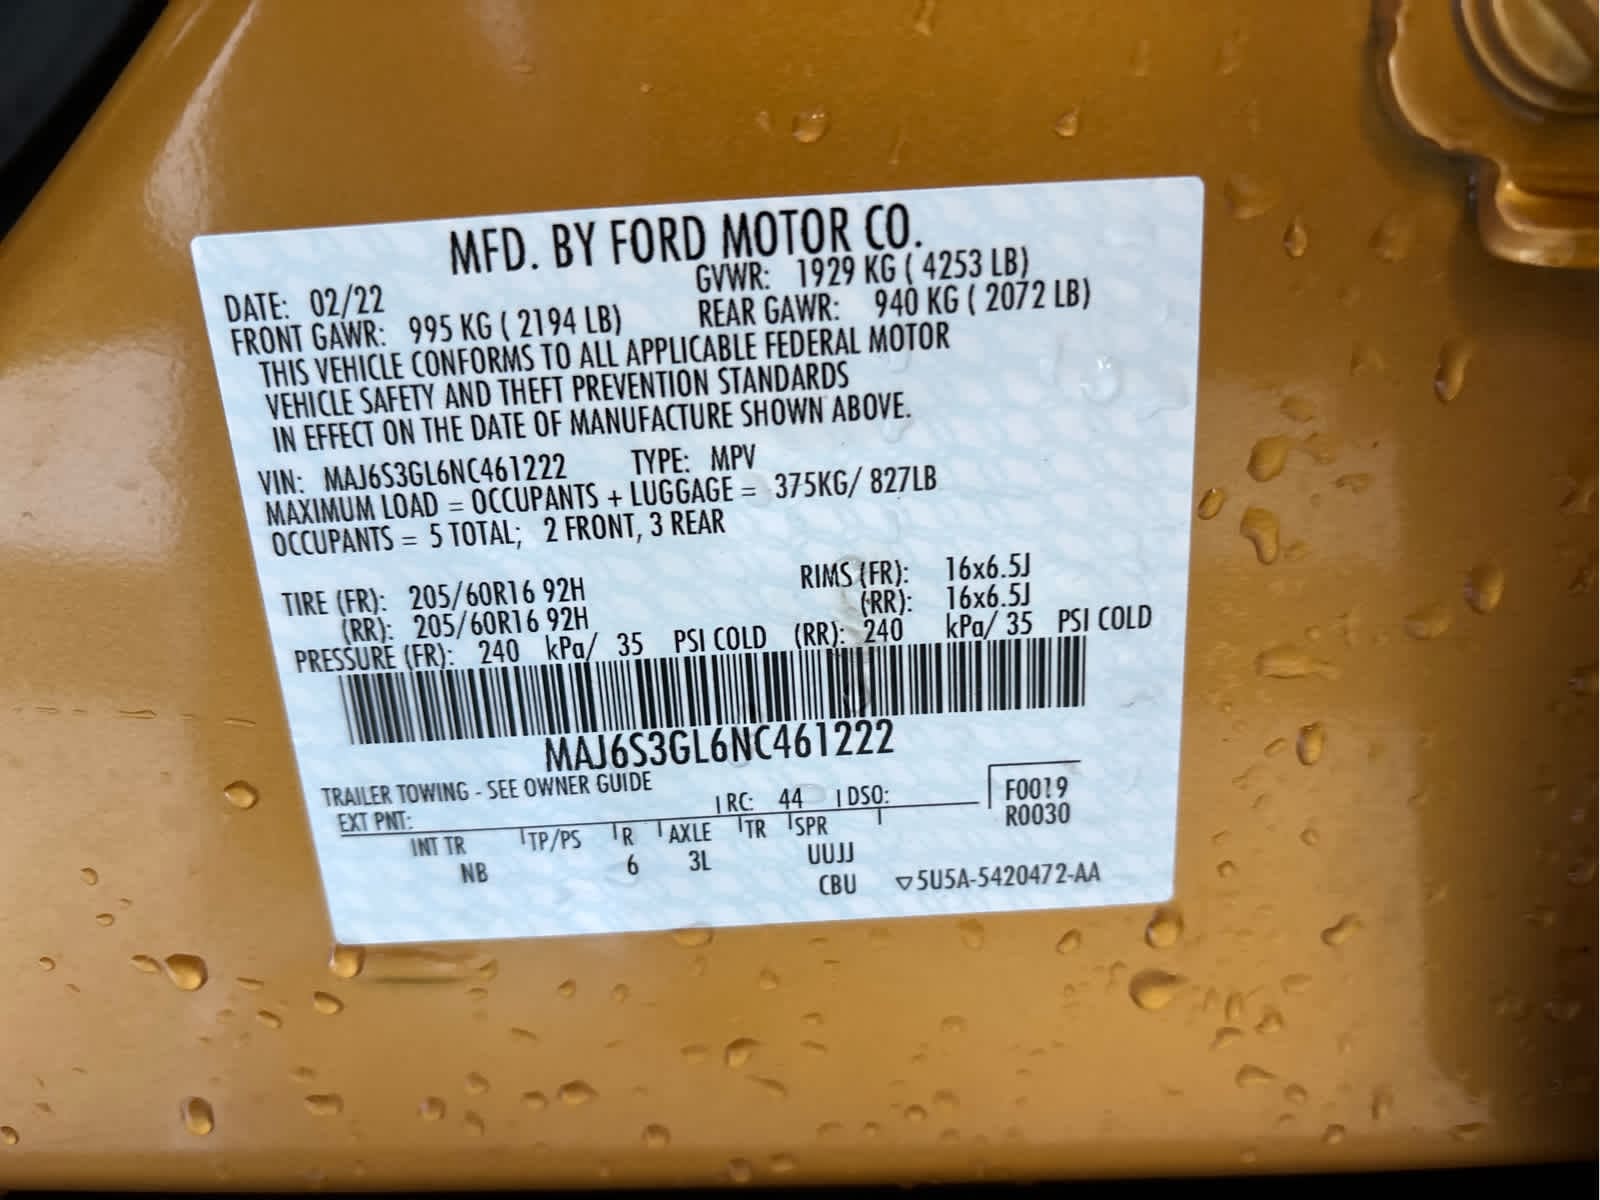 MFD. BY FORD MOTOR CO.
DATE: 02/22 GVWR: 1929 KG ( 4253 LB)
FRONT GAWR: 995 KG ( 2194 LB) REAR GAWR: 940 KG ( 2072 LB)
THIS VEHICLE CONFORMS TO ALL APPLICABLE FEDERAL MOTOR
VEHICLE SAFETY AND THEFT PREVENTION STANDARDS
IN EFFECT ON THE DATE OF MANUFACTURE SHOWN ABOVE.
VIN: MAJ6S3GL6NC461222 TYPE: MPV
MAXIMUM LOAD = OCCUPANTS + LUGGAGE = 375KG/ 827LB
OCCUPANTS = 5 TOTAL; 2 FRONT, 3 REAR
TIRE (FR): 205/60R16 92H RIMS (FR): 16x6.5J
(RR): 205/60R16 92H (RR): 16x6.5J
PRESSURE (FR): 240 kPa/ 35 PSI COLD (RR): 240 kPa/ 35 PSI COLD
MAJ6S3GL6NC461222
TRAILER TOWING - SEE OWNER GUIDE
EXT PNT: RC: 44 DSO: F0019
R0030
INT TR TP/PS R AXLE TR SPR
NB 6 3L UUJJ
CBU ▽5U5A-5420472-AA